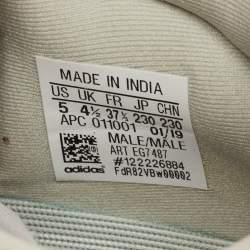 MADE IN INDIA
US UK FR JP CHN
5 4½ 37⅓ 230 230
APC 011001 01/19
MALE/MALE
ART EG7487
#122226884
adidas FdR82VBw00002